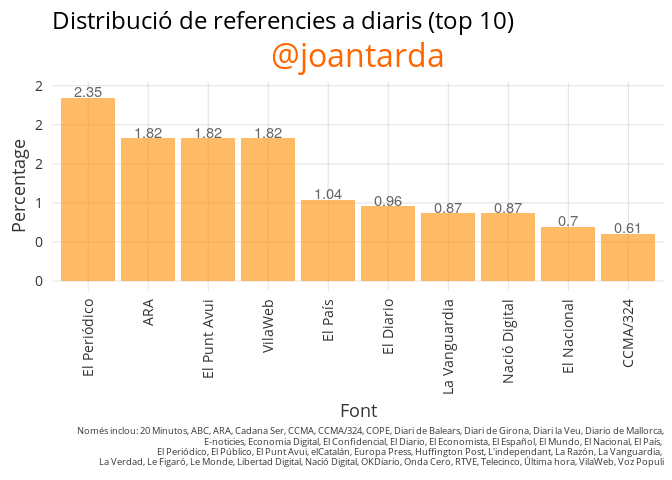 Distribució de referencies a diaris (top 10)
@joantarda
Percentage
2
2
2
1
0
0
2.35
1.82
1.82
1.82
1.04
0.96
0.87
0.87
0.7
0.61
El Periódico
ARA
El Punt Avui
VilaWeb
El País
El Diario
La Vanguardia
Nació Digital
El Nacional
CCMA/324
Font
Només inclou: 20 Minutos, ABC, ARA, Cadana Ser, CCMA, CCMA/324, COPE, Diari de Balears, Diari de Girona, Diari la Veu, Diario de Mallorca,
E-noticies, Economia Digital, El Confidencial, El Diario, El Economista, El Español, El Mundo, El Nacional, El País,
El Periódico, El Público, El Punt Avui, elCatalán, Europa Press, Huffington Post, L'independant, La Razón, La Vanguardia,
La Verdad, Le Figaró, Le Monde, Libertad Digital, Nació Digital, OKDiario, Onda Cero, RTVE, Telecinco, Última hora, VilaWeb, Voz Populi